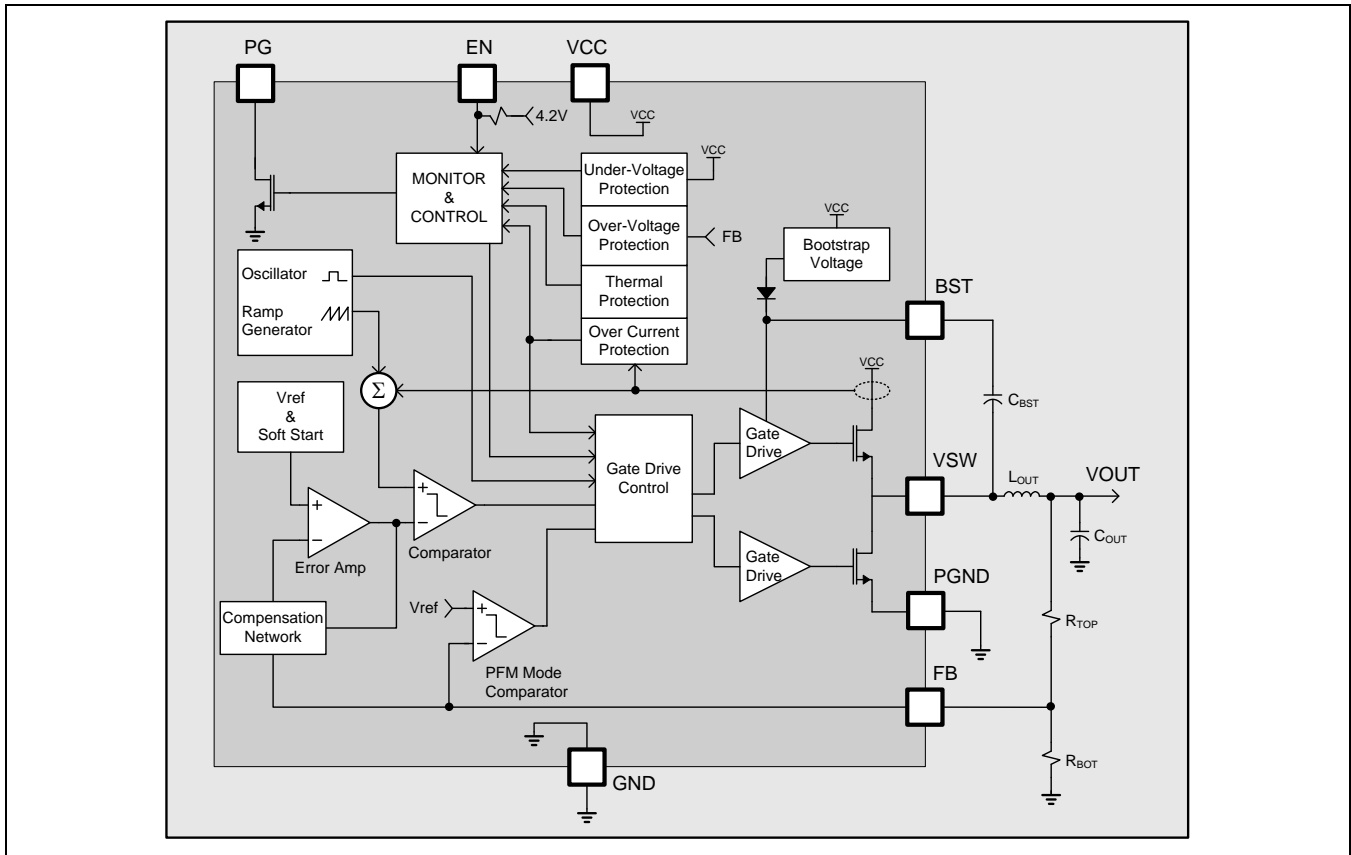 PG
EN
VCC
4.2V
VCC
MONITOR
&
CONTROL
Under-Voltage
Protection
VCC
Over-Voltage
Protection
FB
Thermal
Protection
Over Current
Protection
VCC
Bootstrap
Voltage
BST
Oscillator
Ramp
Generator
Σ
VCC
CBST
Vref
&
Soft Start
Gate Drive
Control
Gate
Drive
VSW
LOUT
VOUT
COUT
+
−
Error Amp
+
−
Comparator
Gate
Drive
PGND
RTOP
Compensation
Network
Vref
+
−
PFM Mode
Comparator
FB
RBOT
GND